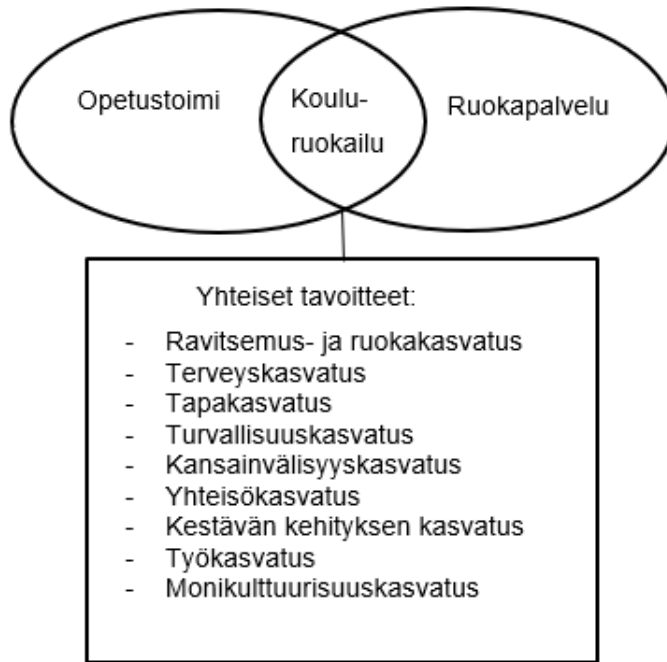 Opetustoimi
Koulu-
ruokailu
Ruokapalvelu
Yhteiset tavoitteet:
- Ravitsemus- ja ruokakasvatus
- Terveyskasvatus
- Tapakasvatus
- Turvallisuuskasvatus
- Kansainvälisyyskasvatus
- Yhteisökasvatus
- Kestävän kehityksen kasvatus
- Työkasvatus
- Monikulttuurisuuskasvatus